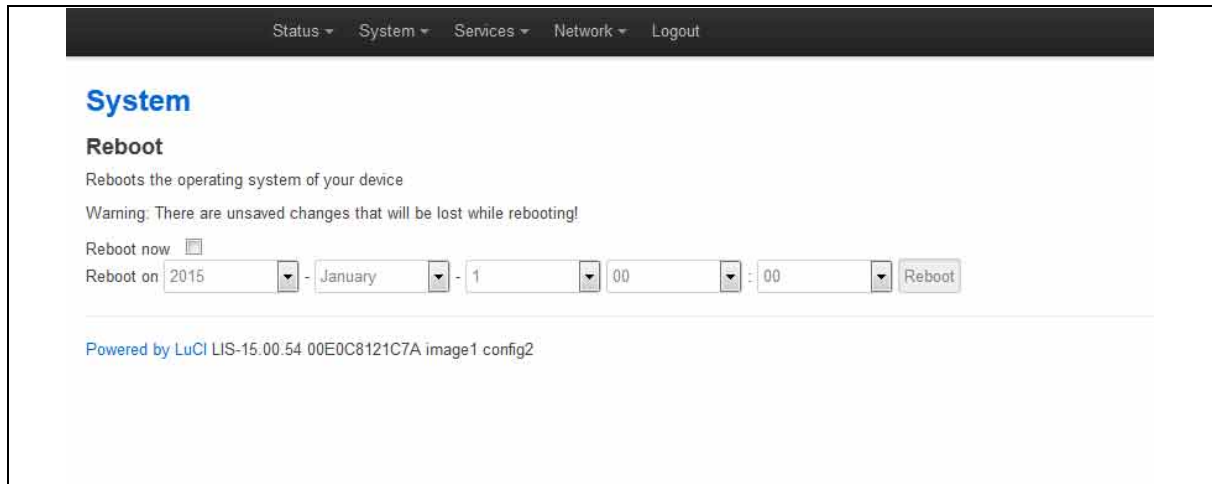 Status System Services Network Logout
System
Reboot
Reboots the operating system of your device
Warning: There are unsaved changes that will be lost while rebooting!
Reboot now
Reboot on 2015 - January - 1 00 : 00 Reboot
Powered by LuCI LIS-15.00.54 00E0C8121C7A image1 config2